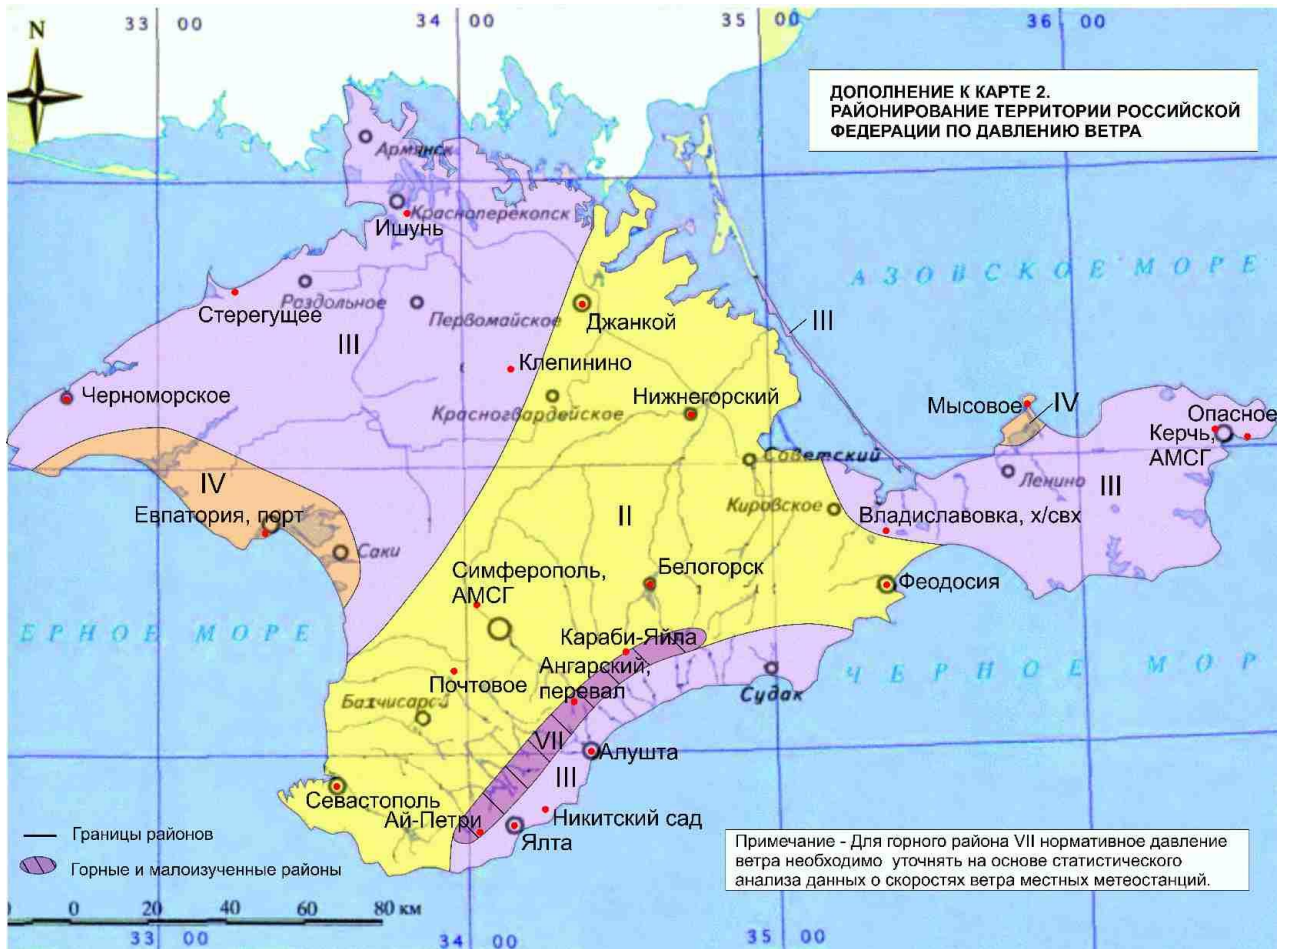 33 00
34 00
35 00
36 00
N
ДОПОЛНЕНИЕ К КАРТЕ 2.
РАЙОНИРОВАНИЕ ТЕРРИТОРИИ РОССИЙСКОЙ
ФЕДЕРАЦИИ ПО ДАВЛЕНИЮ ВЕТРА
Армянск
Красноперекопск
Ишунь
АЗОВСКОЕ МОРЕ
Раздольное
Стерегущее
Первомайское
Джанкой
III
III
Клепинино
Черноморское
Красногвардейское
Нижнегорский
Мысовое
IV
Опасное
Керчь,
АМСГ
Советский
Ленино
III
IV
Евпатория, порт
II
Кировское
Владиславовка, х/свх
Саки
Симферополь,
АМСГ
Белогорск
Феодосия
ЕРНОЕ МОРЕ
Караби-Яйла
Ангарский,
перевал
ЧЕРНОЕ МОР
Почтовое
Бахчисарай
Судак
VII
Алушта
III
Севастополь
Ай-Петри
Никитский сад
Ялта
Границы районов
Горные и малоизученные районы
Примечание - Для горного района VII нормативное давление
ветра необходимо уточнять на основе статистического
анализа данных о скоростях ветра местных метеостанций.
0 20 40 60 80 км
33 00
34 00
35 00